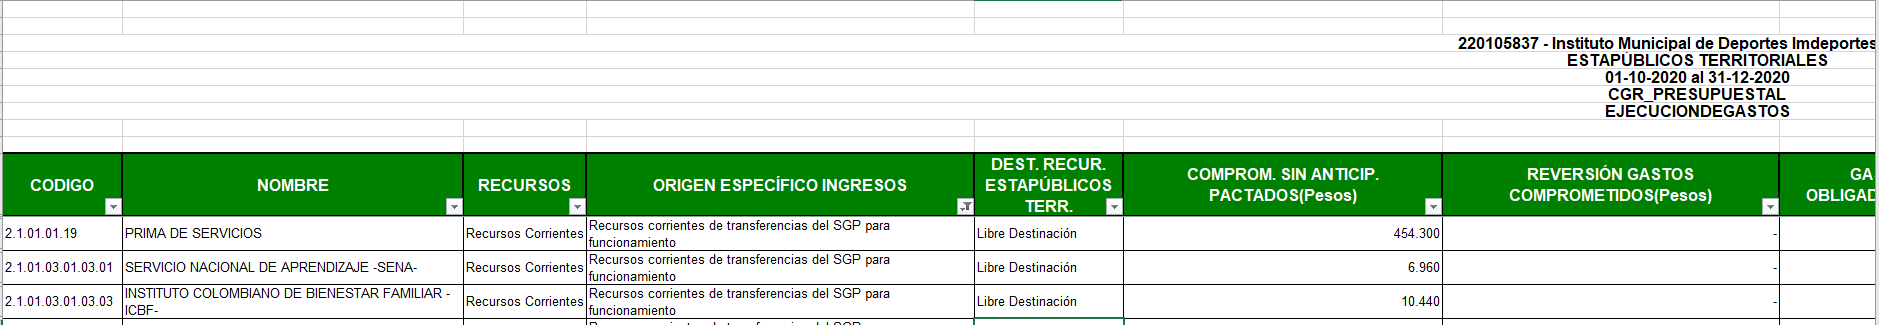 220105837 - Instituto Municipal de Deportes Imdeportes
ESTAPÚBLICOS TERRITORIALES
01-10-2020 al 31-12-2020
CGR_PRESUPUESTAL
EJECUCIONDEGASTOS
CODIGO NOMBRE RECURSOS ORIGEN ESPECÍFICO INGRESOS DEST. RECUR. ESTAPÚBLICOS TERR. COMPROM. SIN ANTICIP. PACTADOS(Pesos) REVERSIÓN GASTOS COMPROMETIDOS(Pesos) GA OBLIGAD
2.1.01.01.19 PRIMA DE SERVICIOS Recursos Corrientes Recursos corrientes de transferencias del SGP para funcionamiento Libre Destinación 454.300 -
2.1.01.03.01.03.01 SERVICIO NACIONAL DE APRENDIZAJE -SENA- Recursos Corrientes Recursos corrientes de transferencias del SGP para funcionamiento Libre Destinación 6.960 -
2.1.01.03.01.03.03 INSTITUTO COLOMBIANO DE BIENESTAR FAMILIAR -ICBF- Recursos Corrientes Recursos corrientes de transferencias del SGP para funcionamiento Libre Destinación 10.440 -